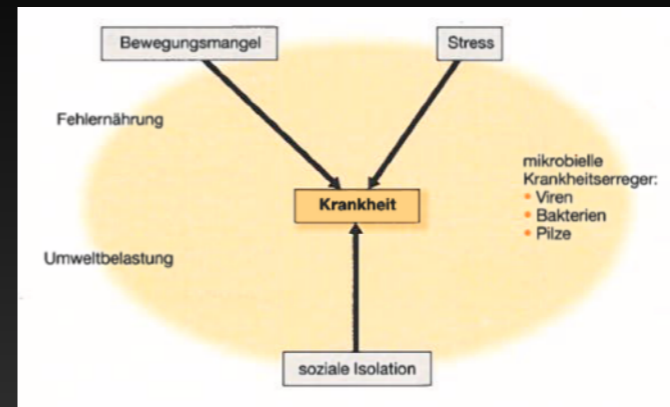 Bewegungsmangel
Stress
Fehlernährung
mikrobielle
Krankheitserreger:
• Viren
• Bakterien
• Pilze
Krankheit
Umweltbelastung
soziale Isolation